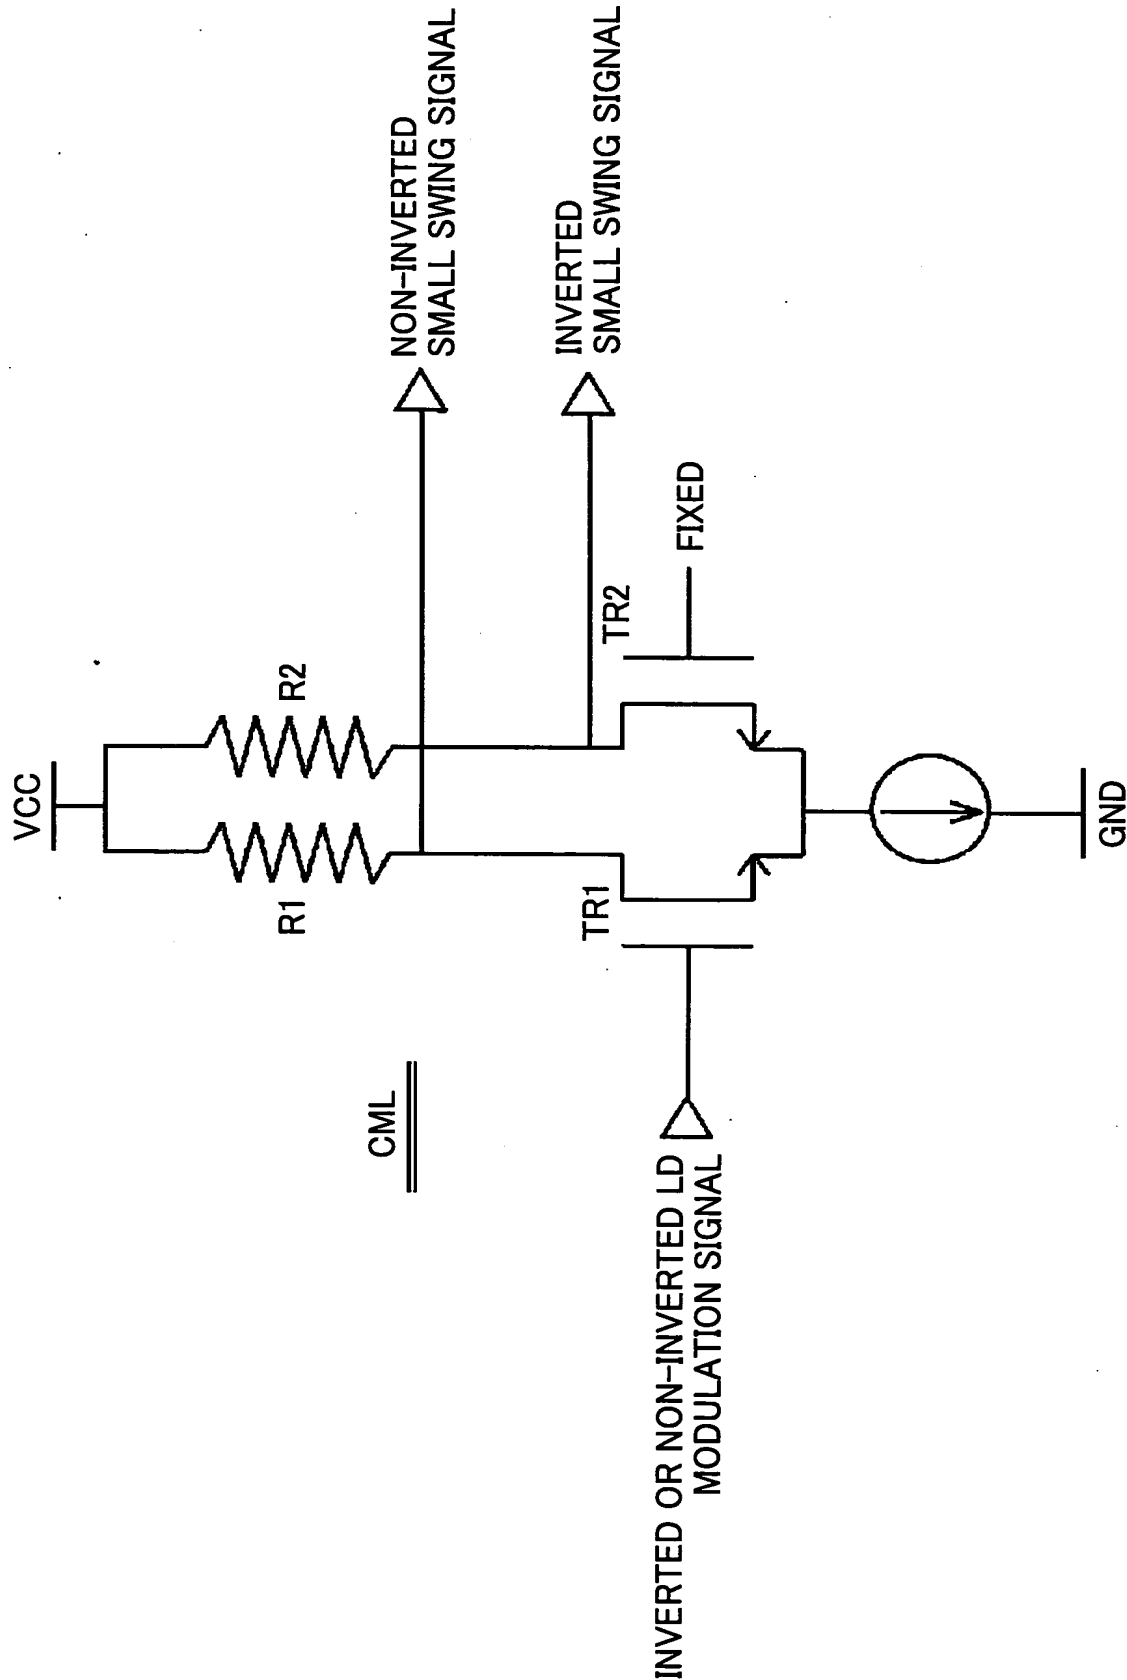 VCC
R1
R2
NON-INVERTED
SMALL SWING SIGNAL
CML
INVERTED
SMALL SWING SIGNAL
TR1
TR2
FIXED
INVERTED OR NON-INVERTED LD
MODULATION SIGNAL
GND